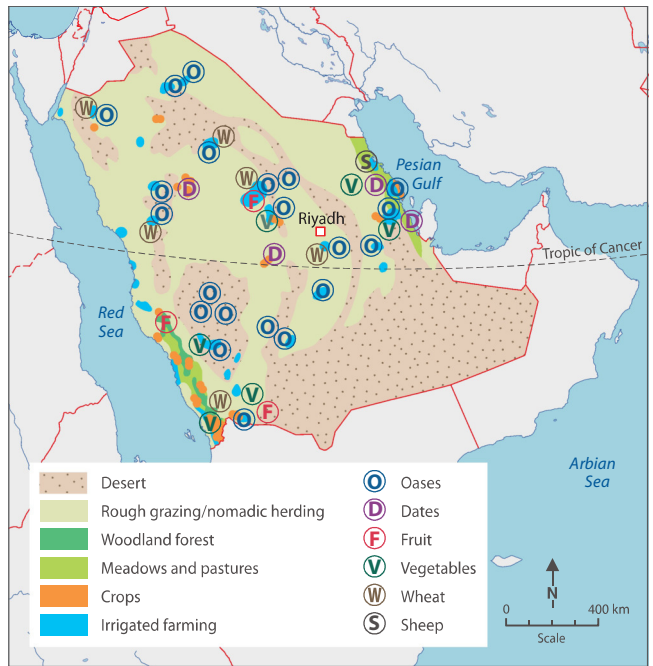 O
O
W O
W
O
S
Pesian
Gulf
W O O
O D
V D O
F
O O O
V D
W
Riyadh
V
O O
D W
Tropic of Cancer
O O
Red
Sea
O O
F
O O
V O
V
W
F
V O
Arbian
Sea
Desert
Rough grazing/nomadic herding
Woodland forest
Meadows and pastures
Crops
Irrigated farming
O Oases
D Dates
F Fruit
V Vegetables
W Wheat
S Sheep
N
0 400 km
Scale